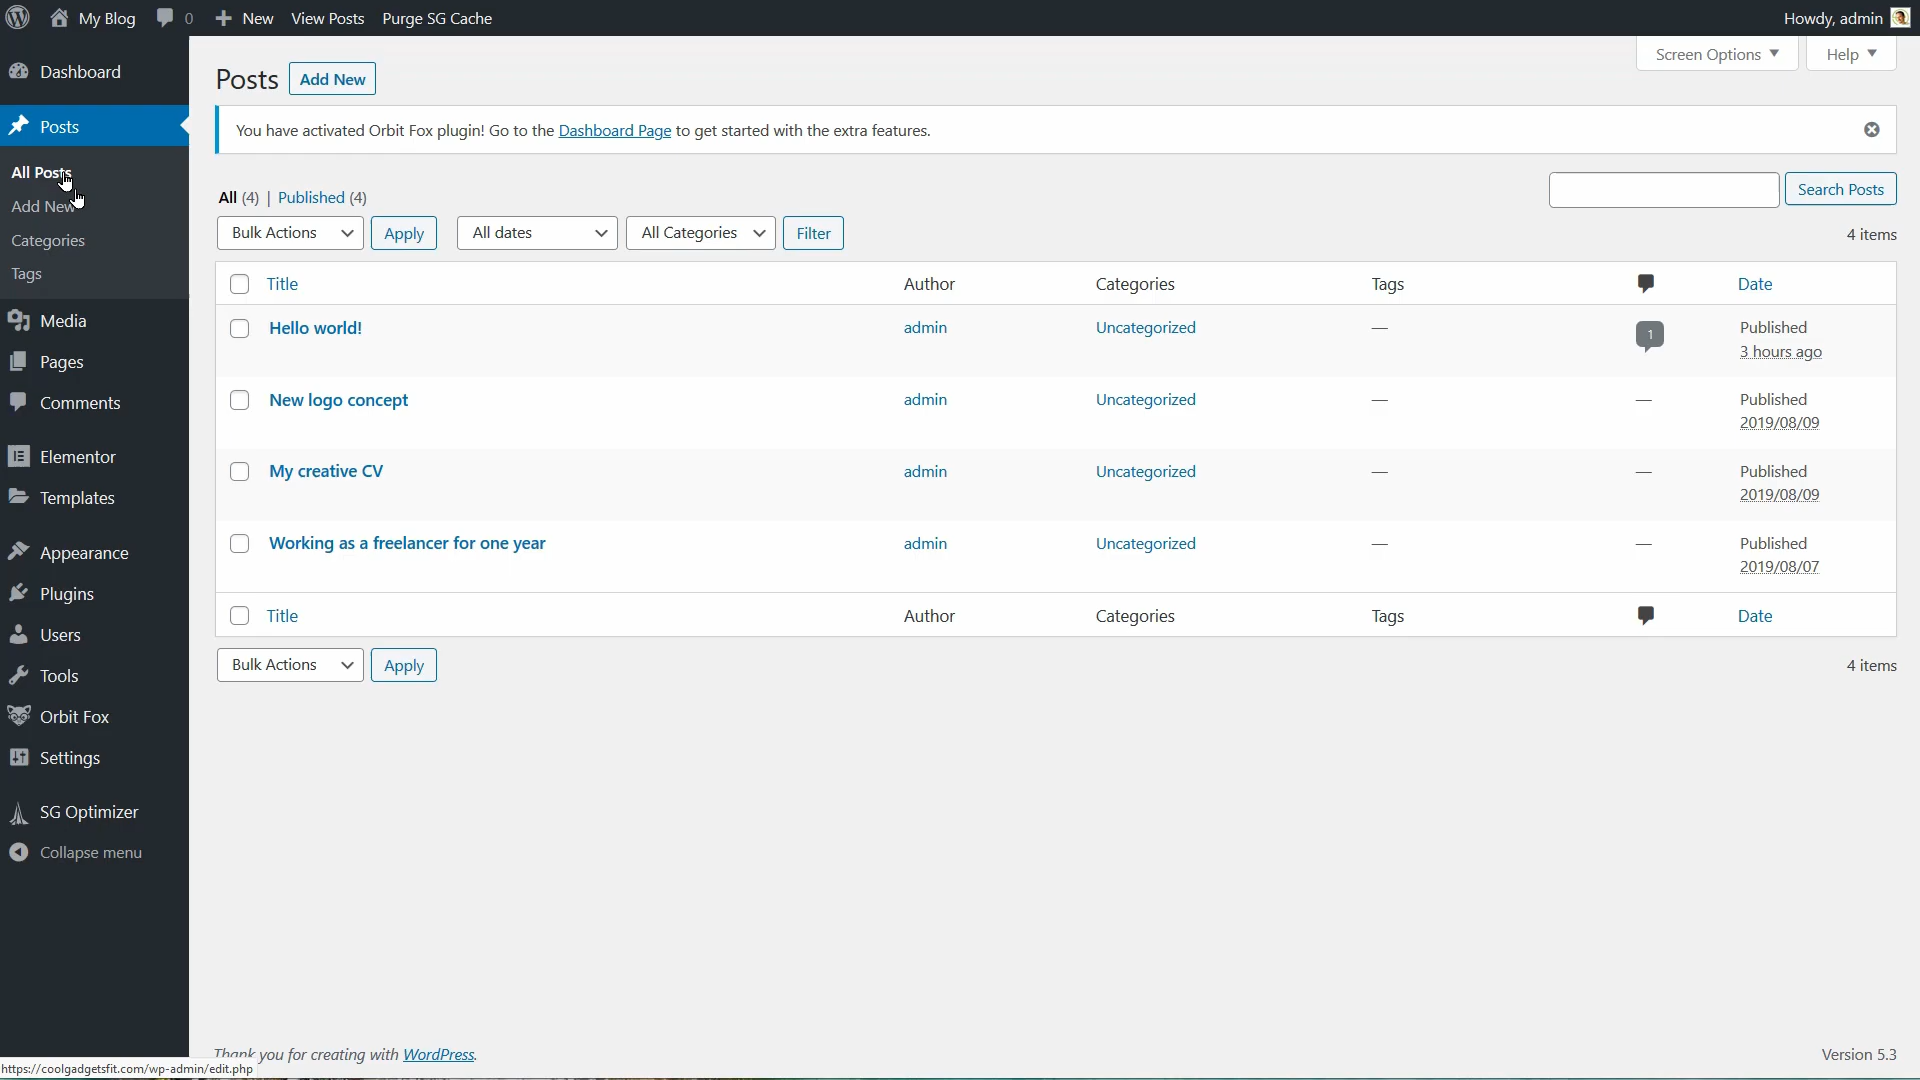 My Blog 0 New View Posts Purge SG Cache Howdy, admin
Screen Options Help
Dashboard
Posts
All Posts
Add New
Categories
Tags
Media
Pages
Comments
Elementor
Templates
Appearance
Plugins
Users
Tools
Orbit Fox
Settings
SG Optimizer
Collapse menu
Posts Add New
You have activated Orbit Fox plugin! Go to the Dashboard Page to get started with the extra features.
All (4) | Published (4)
Search Posts
Bulk Actions Apply All dates All Categories Filter 4 items
Title Author Categories Tags Date
Hello world! admin Uncategorized — 1 Published
3 hours ago
New logo concept admin Uncategorized — — Published
2019/08/09
My creative CV admin Uncategorized — — Published
2019/08/09
Working as a freelancer for one year admin Uncategorized — — Published
2019/08/07
Title Author Categories Tags Date
Bulk Actions Apply 4 items
Thank you for creating with WordPress. Version 5.3
https://coolgadgetsfit.com/wp-admin/edit.php